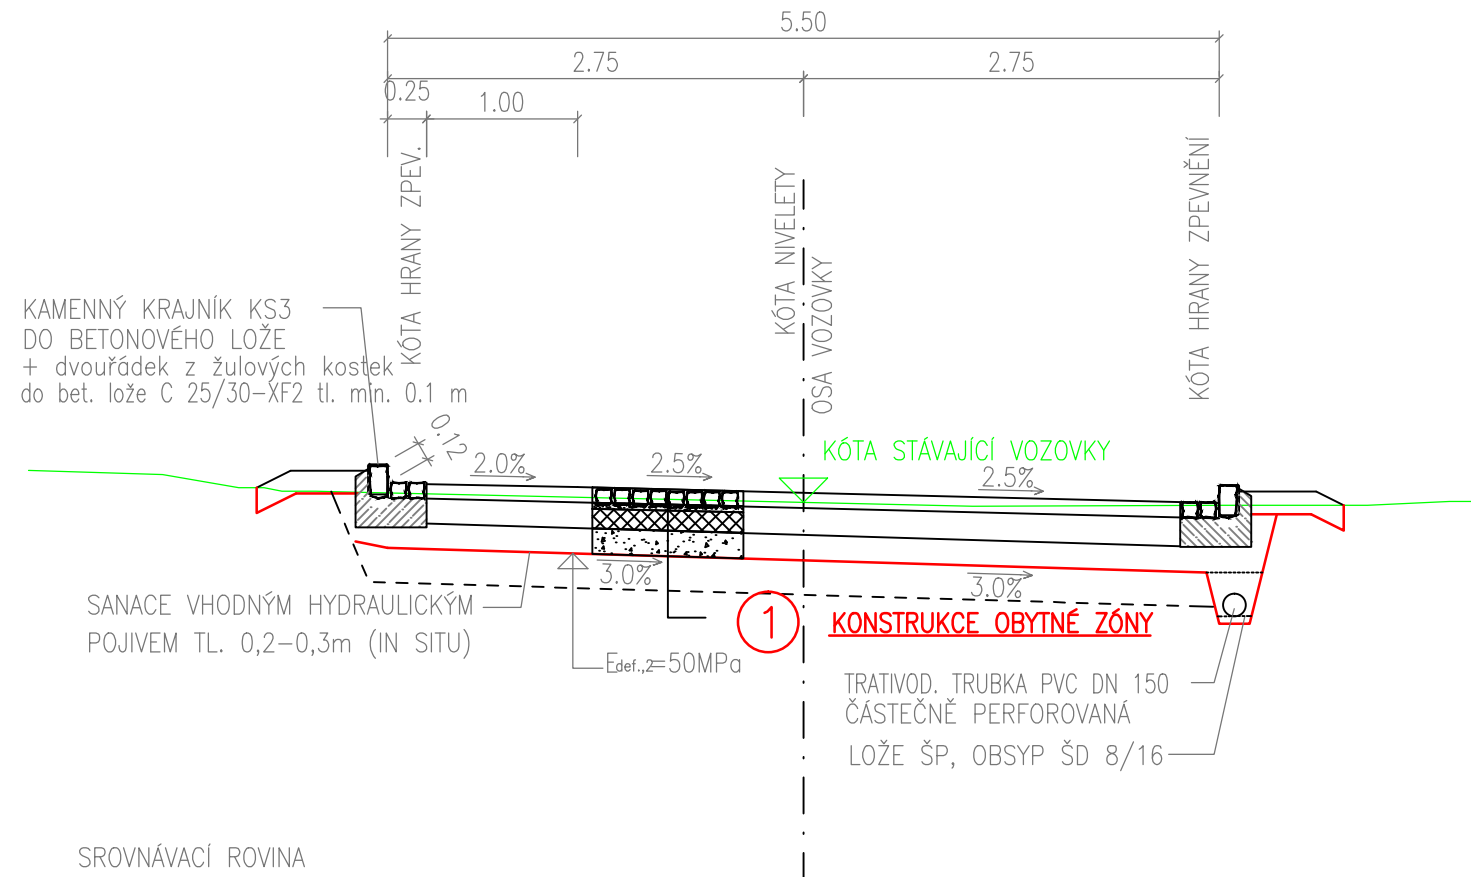 5.50
2.75
2.75
0.25
1.00
KÓTA HRANY ZPEV.
KÓTA NIVELETY
OSA VOZOVKY
KÓTA HRANY ZPEVNĚNÍ
KAMENNÝ KRAJNÍK KS3
DO BETONOVÉHO LOŽE
+ dvouřádek z žulových kostek
do bet. lože C 25/30-XF2 tl. min. 0.1 m
0.12
KÓTA STÁVAJÍCÍ VOZOVKY
2.0%
2.5%
2.5%
3.0%
3.0%
SANACE VHODNÝM HYDRAULICKÝM
POJIVEM TL. 0,2-0,3m (IN SITU)
1
KONSTRUKCE OBYTNÉ ZÓNY
Edef.,2=50MPa
TRATIVOD. TRUBKA PVC DN 150
ČÁSTEČNĚ PERFOROVANÁ
LOŽE ŠP, OBSYP ŠD 8/16
SROVNÁVACÍ ROVINA